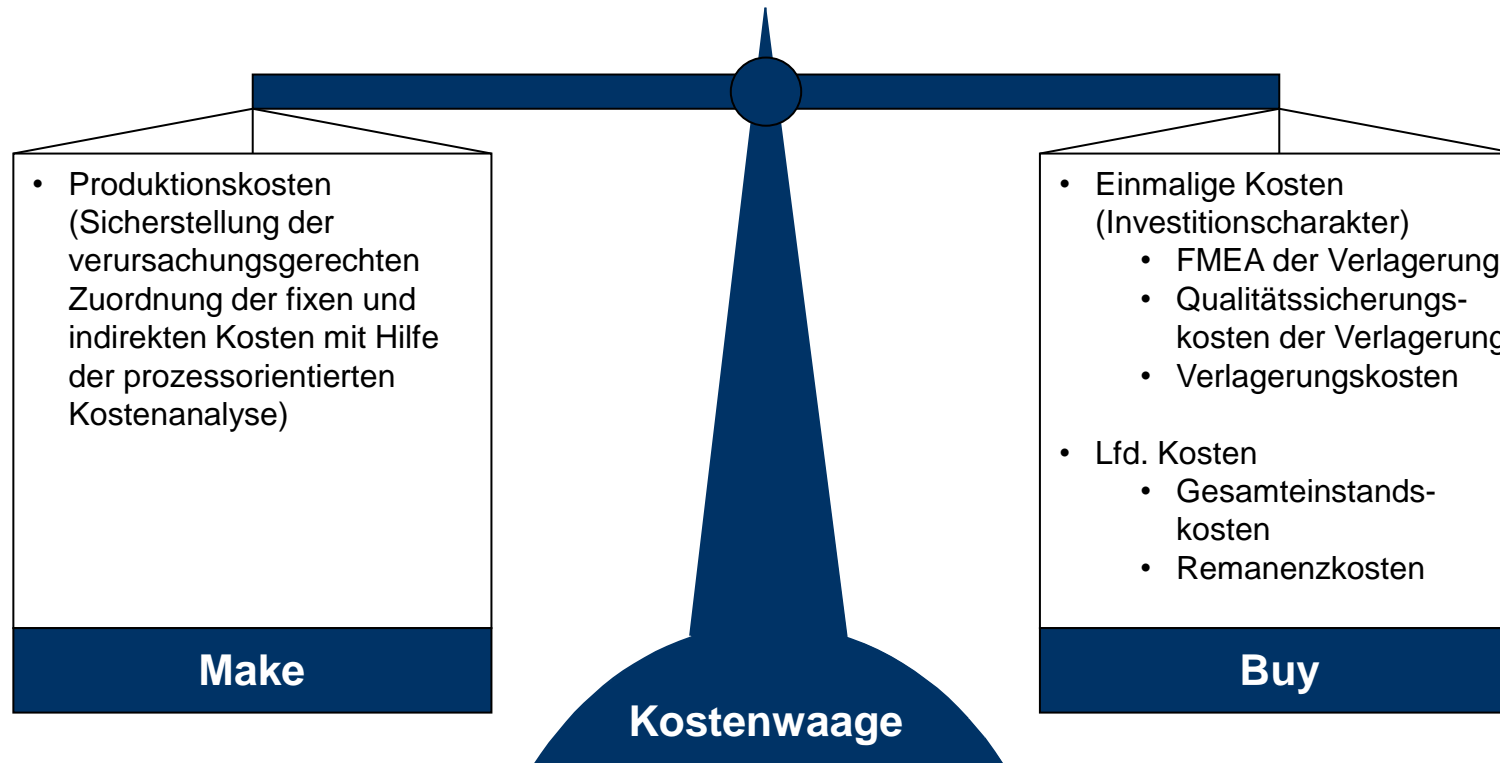 • Produktionskosten
(Sicherstellung der
verursachungsgerechten
Zuordnung der fixen und
indirekten Kosten mit Hilfe
der prozessorientierten
Kostenanalyse)
Make
Kostenwaage
• Einmalige Kosten
(Investitionscharakter)
• FMEA der Verlagerung
• Qualitätssicherungs-
kosten der Verlagerung
• Verlagerungskosten
• Lfd. Kosten
• Gesamteinstands-
kosten
• Remanenzkosten
Buy